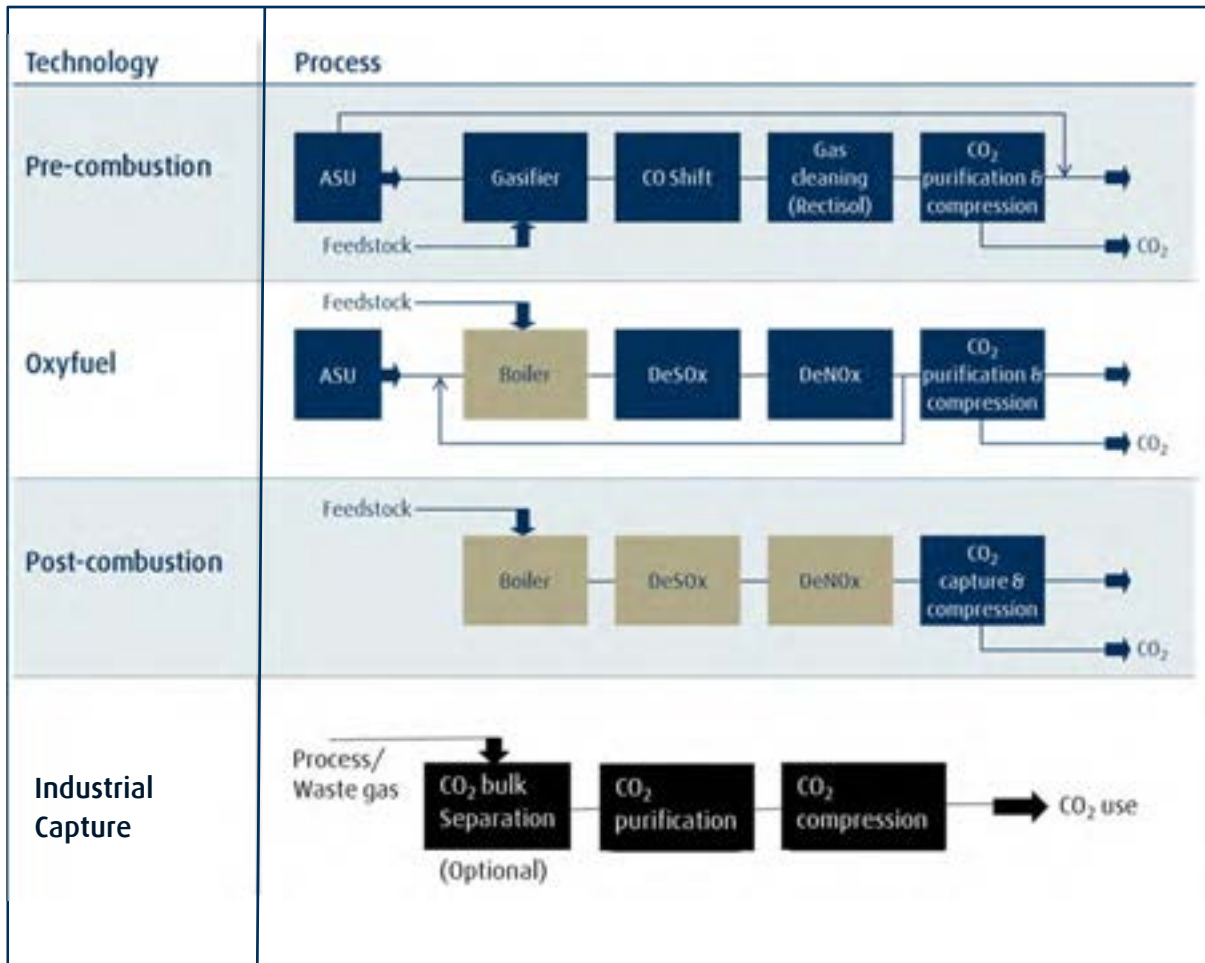 Technology
Process
Pre-combustion
ASU
Gasifier
CO Shift
Gas
cleaning
(Rectisol)
CO₂
purification &
compression
Feedstock
CO₂
Oxyfuel
Feedstock
ASU
Boiler
DeSOx
DeNOx
CO₂
purification &
compression
CO₂
Post-combustion
Feedstock
Boiler
DeSOx
DeNOx
CO₂
capture &
compression
CO₂
Industrial
Capture
Process/
Waste gas
CO₂ bulk
Separation
(Optional)
CO₂
purification
CO₂
compression
CO₂ use